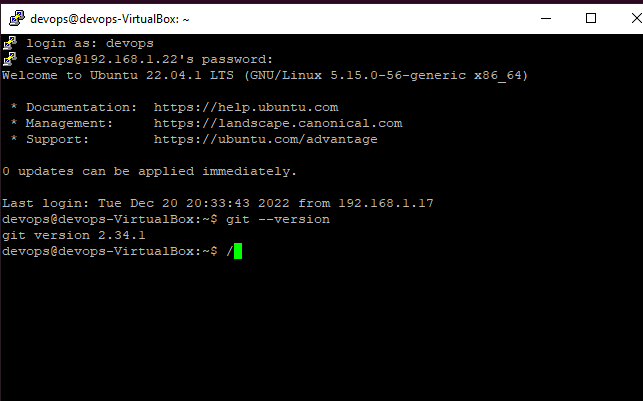 devops@devops-VirtualBox: ~
login as: devops
devops@192.168.1.22's password:
Welcome to Ubuntu 22.04.1 LTS (GNU/Linux 5.15.0-56-generic x86_64)
* Documentation:  https://help.ubuntu.com
* Management:     https://landscape.canonical.com
* Support:        https://ubuntu.com/advantage
0 updates can be applied immediately.
Last login: Tue Dec 20 20:33:43 2022 from 192.168.1.17
devops@devops-VirtualBox:~$ git --version
git version 2.34.1
devops@devops-VirtualBox:~$ /